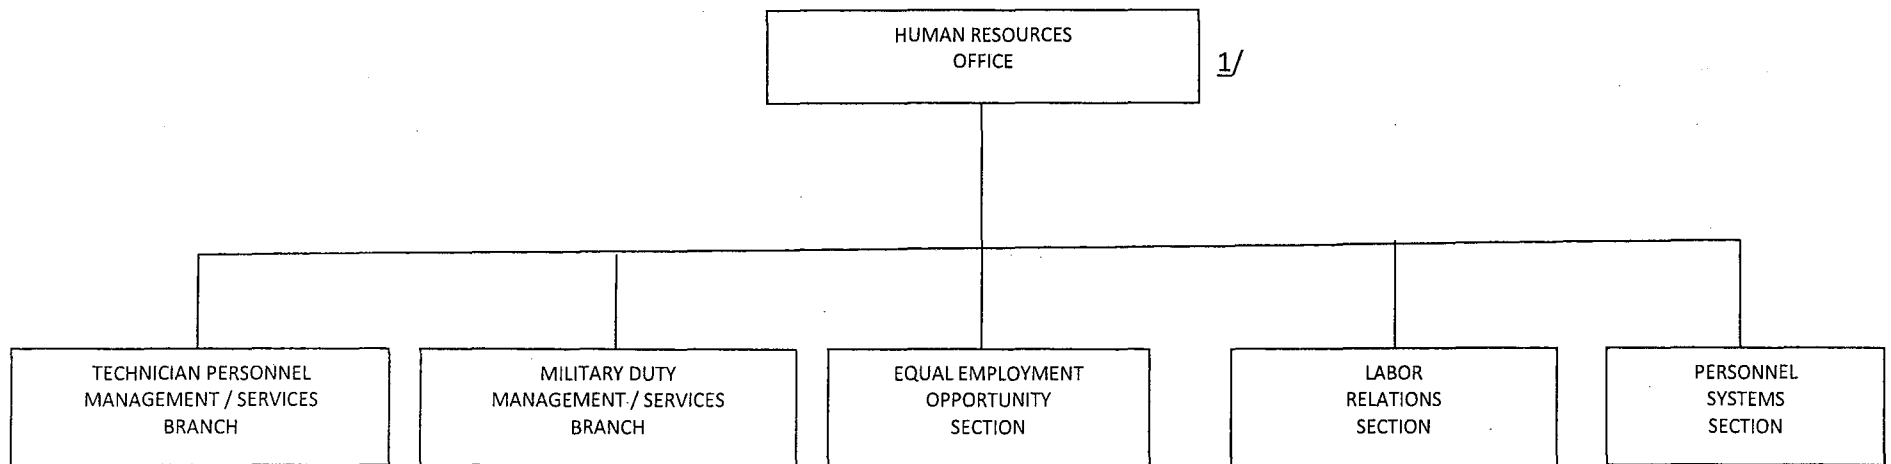 HUMAN RESOURCES
OFFICE
1/
TECHNICIAN PERSONNEL
MANAGEMENT / SERVICES
BRANCH
MILITARY DUTY
MANAGEMENT / SERVICES
BRANCH
EQUAL EMPLOYMENT
OPPORTUNITY
SECTION
LABOR
RELATIONS
SECTION
PERSONNEL
SYSTEMS
SECTION